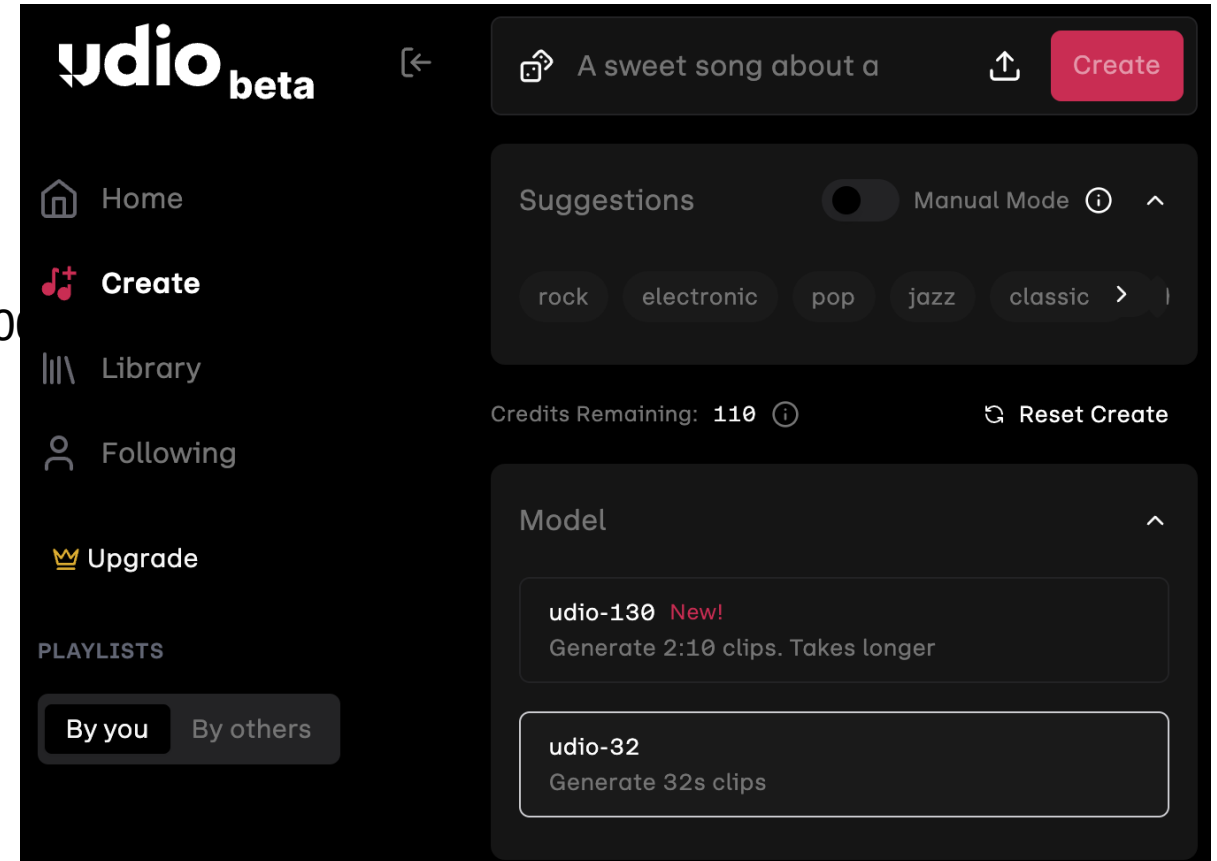 udio beta
A sweet song about a
Create
Home
Create
Library
Following
Upgrade
PLAYLISTS
By you
By others
Suggestions
Manual Mode
rock
electronic
pop
jazz
classic
Credits Remaining: 110
Reset Create
Model
udio-130 New!
Generate 2:10 clips. Takes longer
udio-32
Generate 32s clips